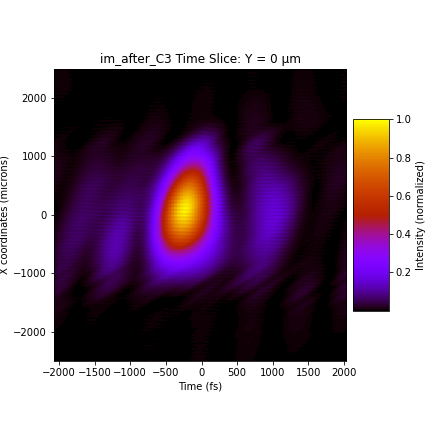 im_after_C3 Time Slice: Y = 0 μm
X coordinates (microns)
2000
1000
0
−1000
−2000
−2000 −1500 −1000 −500 0 500 1000 1500 2000
Time (fs)
1.0
0.8
0.6
0.4
0.2
Intensity (normalized)